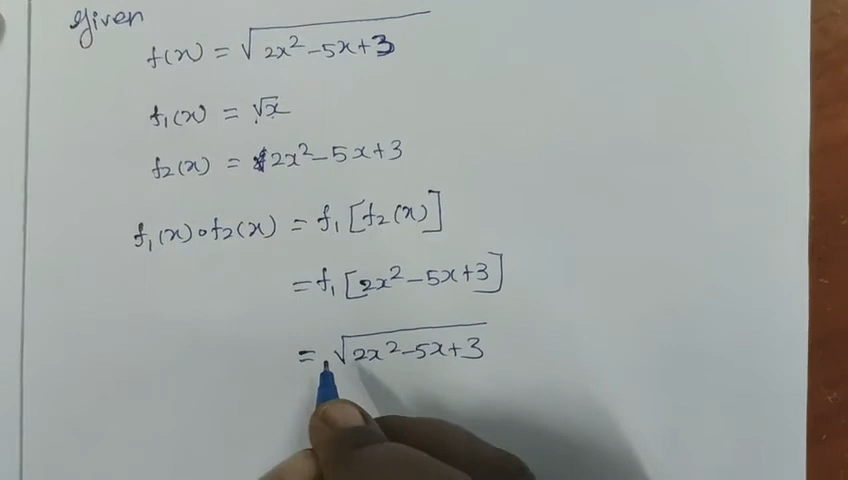 Given
f(x) = √(2x² - 5x + 3)
f₁(x) = √x
f₂(x) = 2x² - 5x + 3
f₁(x) ∘ f₂(x) = f₁[f₂(x)]
= f₁[2x² - 5x + 3]
= √(2x² - 5x + 3)